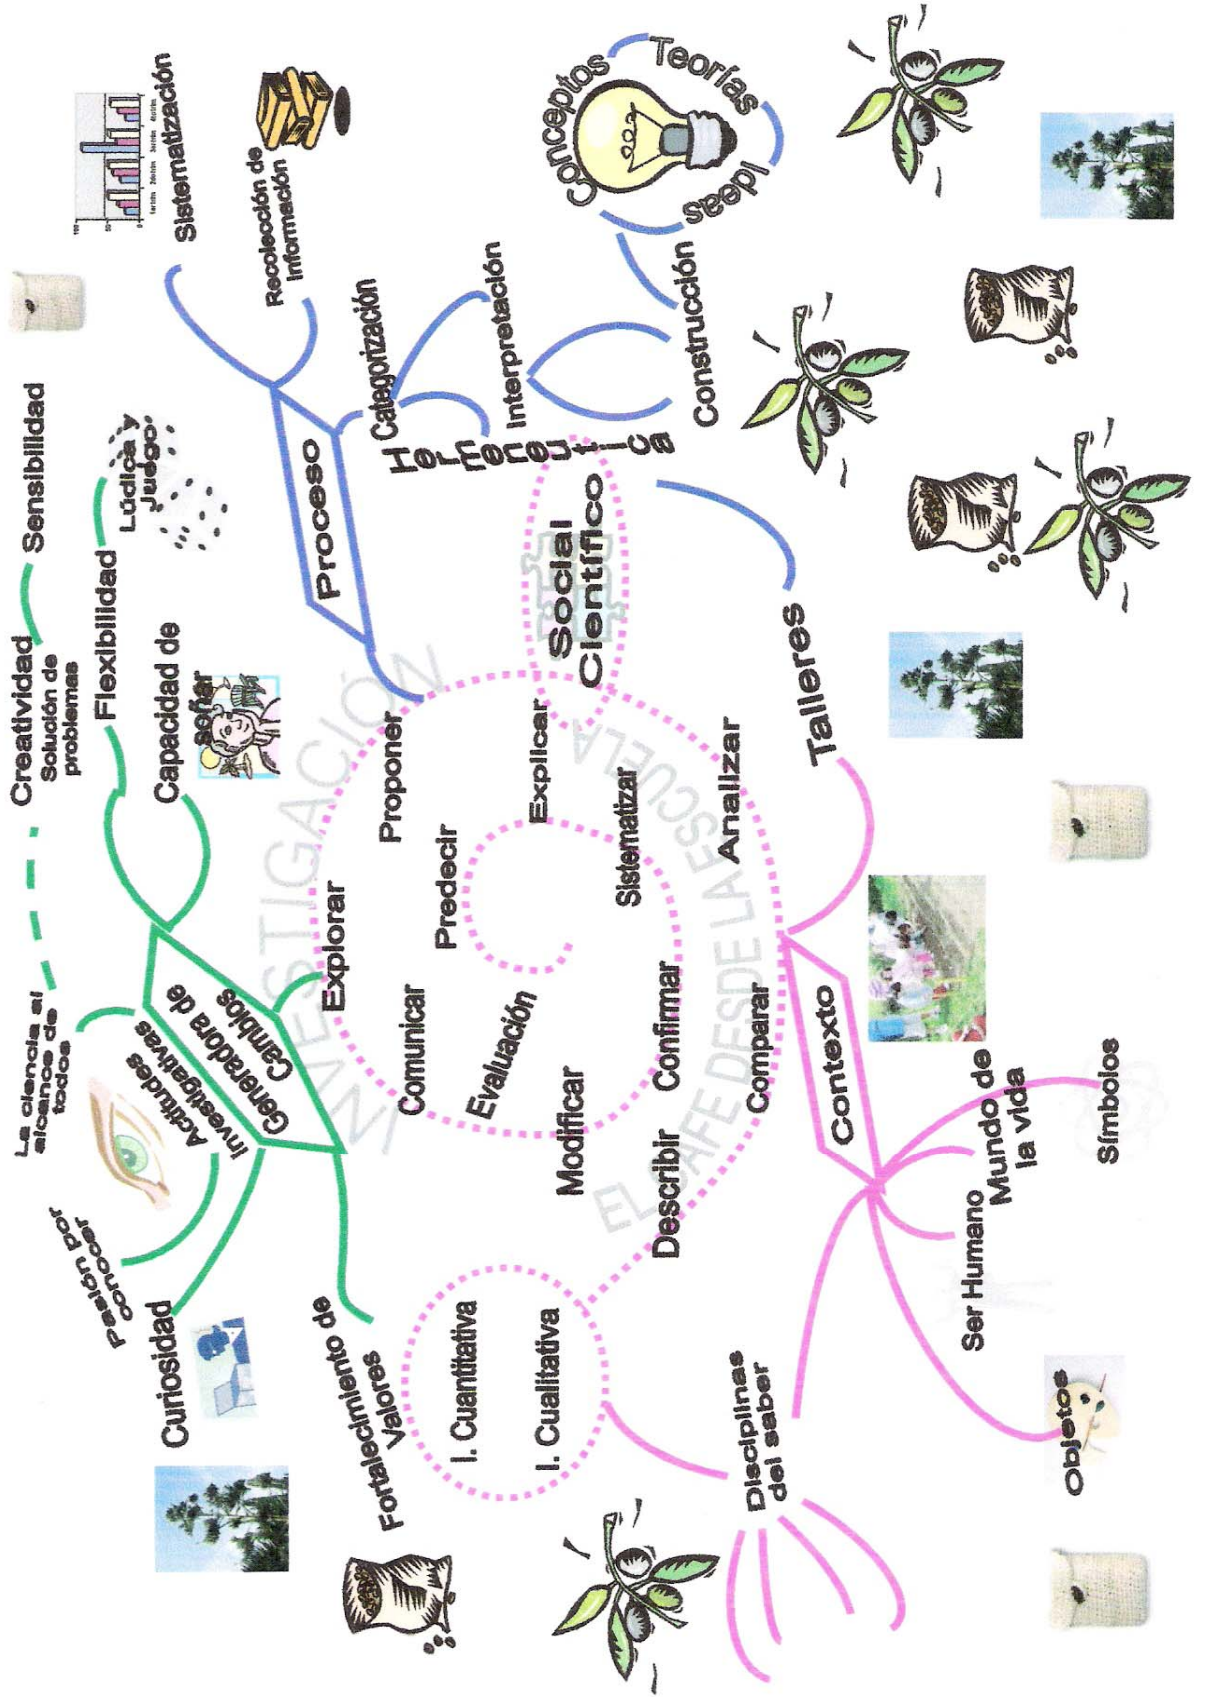 La ciencia al
alcance de
todos
Creatividad
Solución de
problemas
Sensibilidad
Pasión por
conocer
Curiosidad
Fortalecimiento de
Valores
Actitudes
Investigativas
Generadora de
Cambios
Flexibilidad
Lúdica y
Juego
Capacidad de
soñar
Sistematización
Recolección de
Información
Proceso
Categorización
Interpretación
Hermenéutica
Construcción
Conceptos
Teorías
Ideas
INVESTIGACIÓN
EL CAFE DESDE LA ESCUELA
Explorar
Proponer
Comunicar
Predecir
Explicar
Evaluación
Sistematizar
Modificar
Confirmar
Analizar
Describir
Comparar
Social
Científico
I. Cuantitativa
I. Cualitativa
Talleres
Contexto
Disciplinas
del saber
Ser Humano
Mundo de
la vida
Símbolos
Objetos